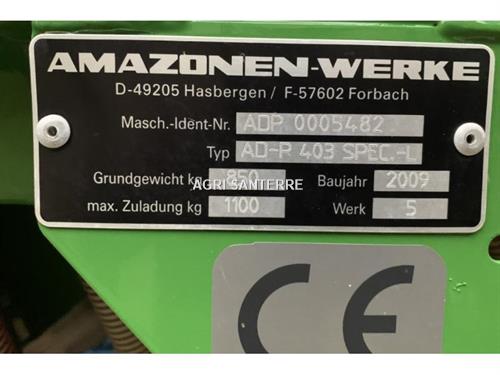 AMAZONEN-WERKE
D-49205 Hasbergen / F-57602 Forbach
Masch.-Ident-Nr. ADP 0005482
Typ AD-P 403 SPEC.-L
Grundgewicht kg 850 Baujahr 2009
AGRI SANTERRE
max. Zuladung kg 1100 Werk 5
CE